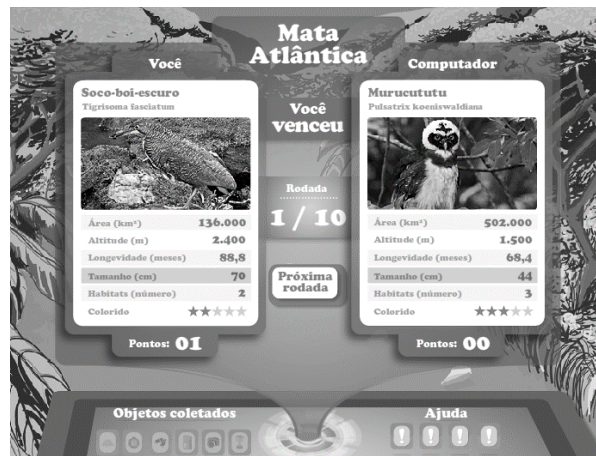 Mata
Atlântica
Você
Soco-boi-escuro
Tigrisoma fasciatum
Área (km²) 136.000
Altitude (m) 2.400
Longevidade (meses) 88,8
Tamanho (cm) 70
Habitats (número) 2
Colorido
Pontos: 01
Você
venceu
Rodada
1 / 10
Próxima
rodada
Computador
Murucututu
Pulsatrix koeniswaldiana
Área (km²) 502.000
Altitude (m) 1.500
Longevidade (meses) 68,4
Tamanho (cm) 44
Habitats (número) 3
Colorido
Pontos: 00
Objetos coletados
Ajuda
! ! ! !